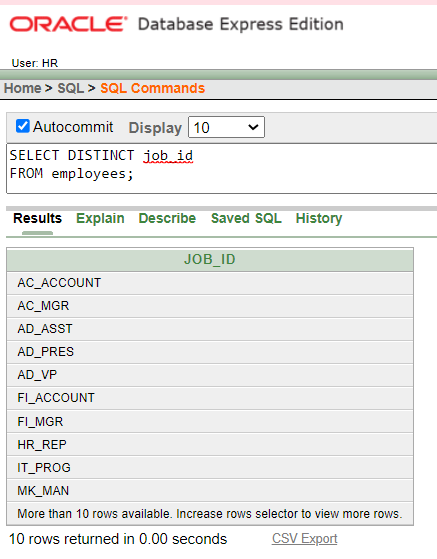 ORACLE® Database Express Edition
User: HR
Home > SQL > SQL Commands
Autocommit Display 10
SELECT DISTINCT job_id
FROM employees;
Results Explain Describe Saved SQL History
JOB_ID
AC_ACCOUNT
AC_MGR
AD_ASST
AD_PRES
AD_VP
FI_ACCOUNT
FI_MGR
HR_REP
IT_PROG
MK_MAN
More than 10 rows available. Increase rows selector to view more rows.
10 rows returned in 0.00 seconds CSV Export